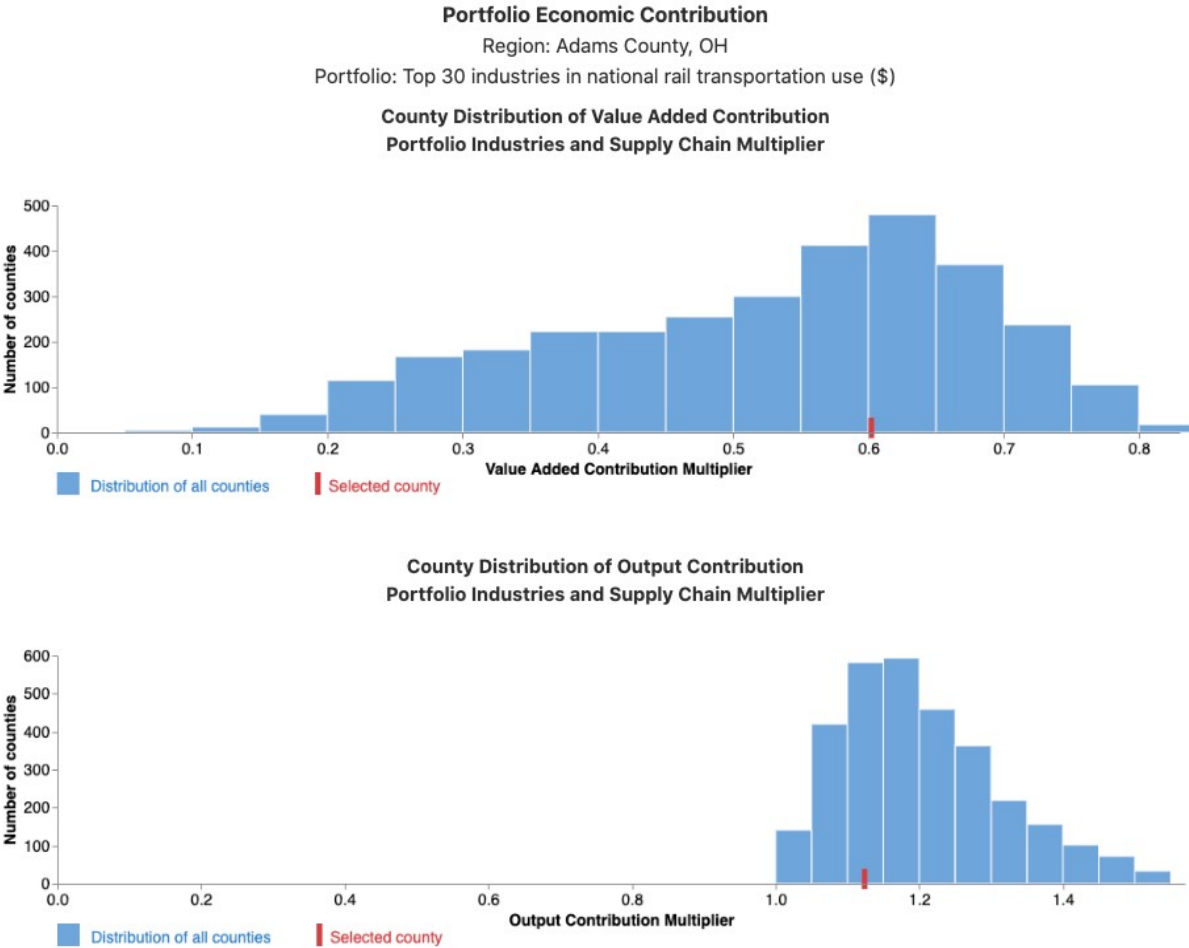 Portfolio Economic Contribution
Region: Adams County, OH
Portfolio: Top 30 industries in national rail transportation use ($)
County Distribution of Value Added Contribution
Portfolio Industries and Supply Chain Multiplier
Number of counties
500
400
300
200
100
0
0.0 0.1 0.2 0.3 0.4 0.5 0.6 0.7 0.8
Value Added Contribution Multiplier
Distribution of all counties Selected county
County Distribution of Output Contribution
Portfolio Industries and Supply Chain Multiplier
Number of counties
600
500
400
300
200
100
0
0.0 0.2 0.4 0.6 0.8 1.0 1.2 1.4
Output Contribution Multiplier
Distribution of all counties Selected county